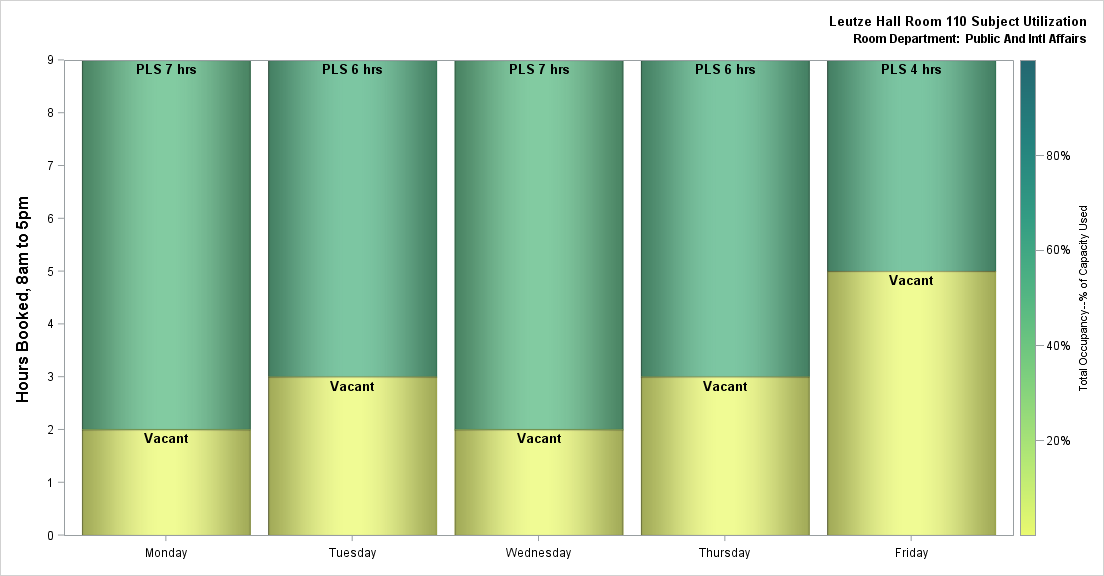 Leutze Hall Room 110 Subject Utilization
Room Department: Public And Intl Affairs
Hours Booked, 8am to 5pm
9
8
7
6
5
4
3
2
1
0
PLS 7 hrs
PLS 6 hrs
PLS 7 hrs
PLS 6 hrs
PLS 4 hrs
Vacant
Vacant
Vacant
Vacant
Vacant
Monday
Tuesday
Wednesday
Thursday
Friday
80%
60%
40%
20%
Total Occupancy--% of Capacity Used